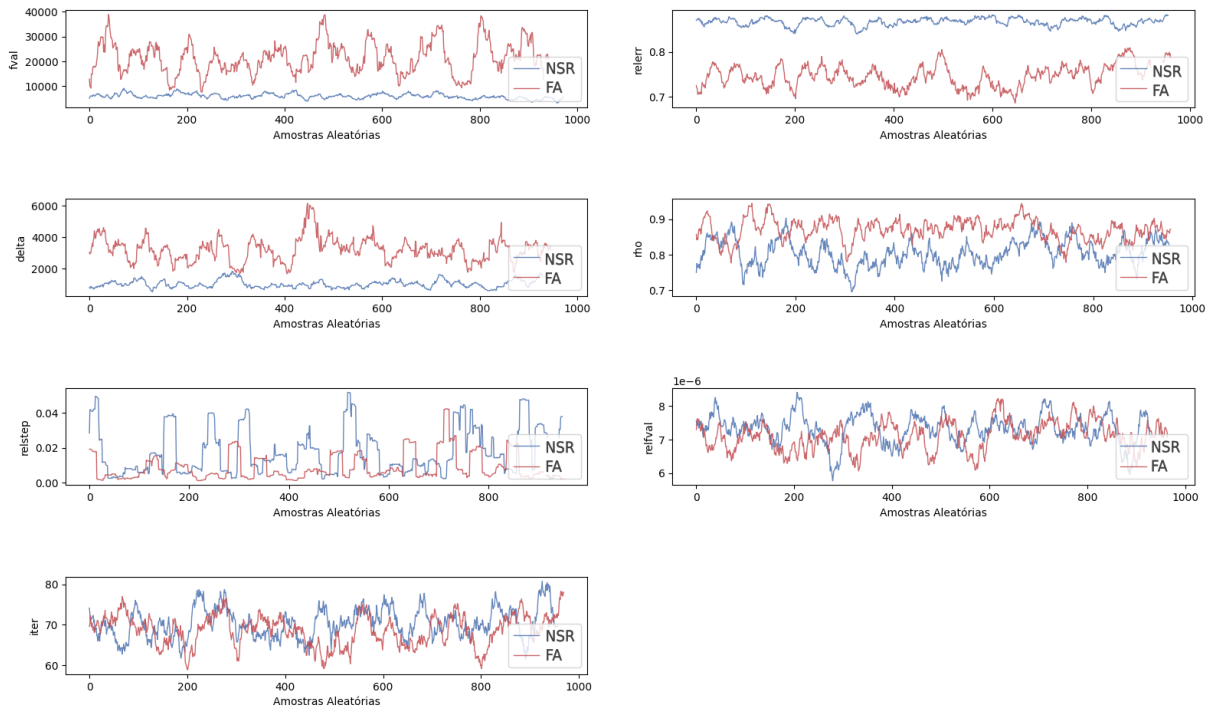 40000
30000
20000
10000
fval
NSR
FA
0 200 400 600 800 1000
Amostras Aleatórias
0.8
0.7
relerr
NSR
FA
0 200 400 600 800 1000
Amostras Aleatórias
6000
4000
2000
delta
NSR
FA
0 200 400 600 800 1000
Amostras Aleatórias
0.9
0.8
0.7
rho
NSR
FA
0 200 400 600 800 1000
Amostras Aleatórias
0.04
0.02
0.00
relstep
NSR
FA
0 200 400 600 800
Amostras Aleatórias
1e−6
8
7
6
relfval
NSR
FA
0 200 400 600 800 1000
Amostras Aleatórias
80
70
60
iter
NSR
FA
0 200 400 600 800 1000
Amostras Aleatórias